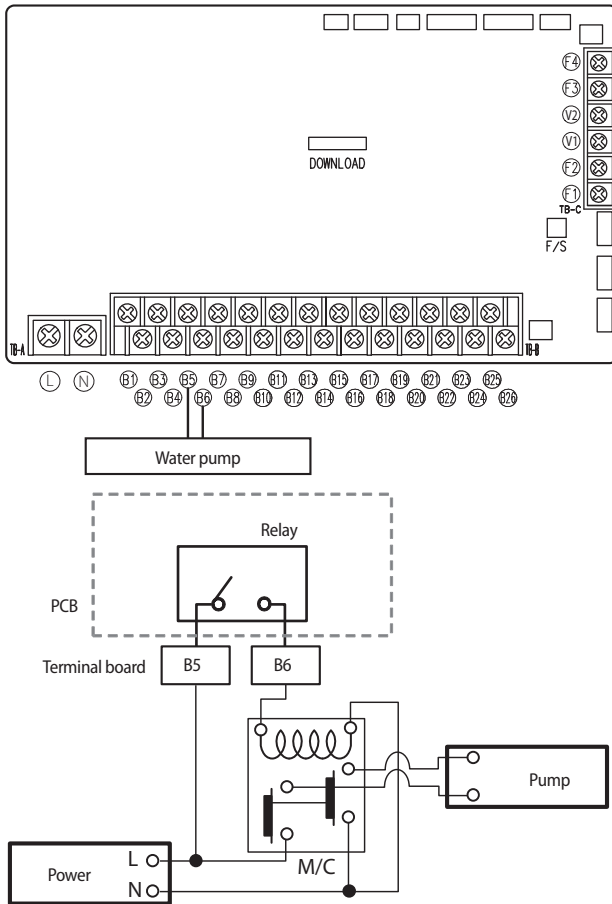 F4
F3
V2
V1
F2
F1
TB-C
DOWNLOAD
F/S
TB-A
TB-B
L N B1 B3 B5 B7 B9 B11 B13 B15 B17 B19 B21 B23 B25
B2 B4 B6 B8 B10 B12 B14 B16 B18 B20 B22 B24 B26
Water pump
Relay
PCB
Terminal board B5 B6
Pump
M/C
L
Power
N